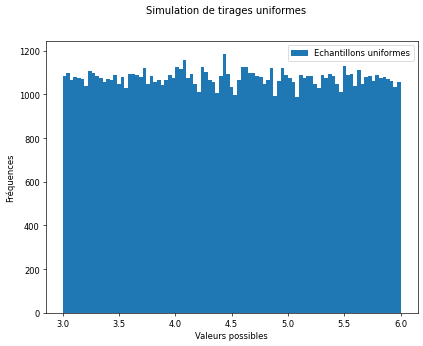 Simulation de tirages uniformes
Echantillons uniformes
1200
1000
800
600
400
200
0
Fréquences
3.0 3.5 4.0 4.5 5.0 5.5 6.0
Valeurs possibles